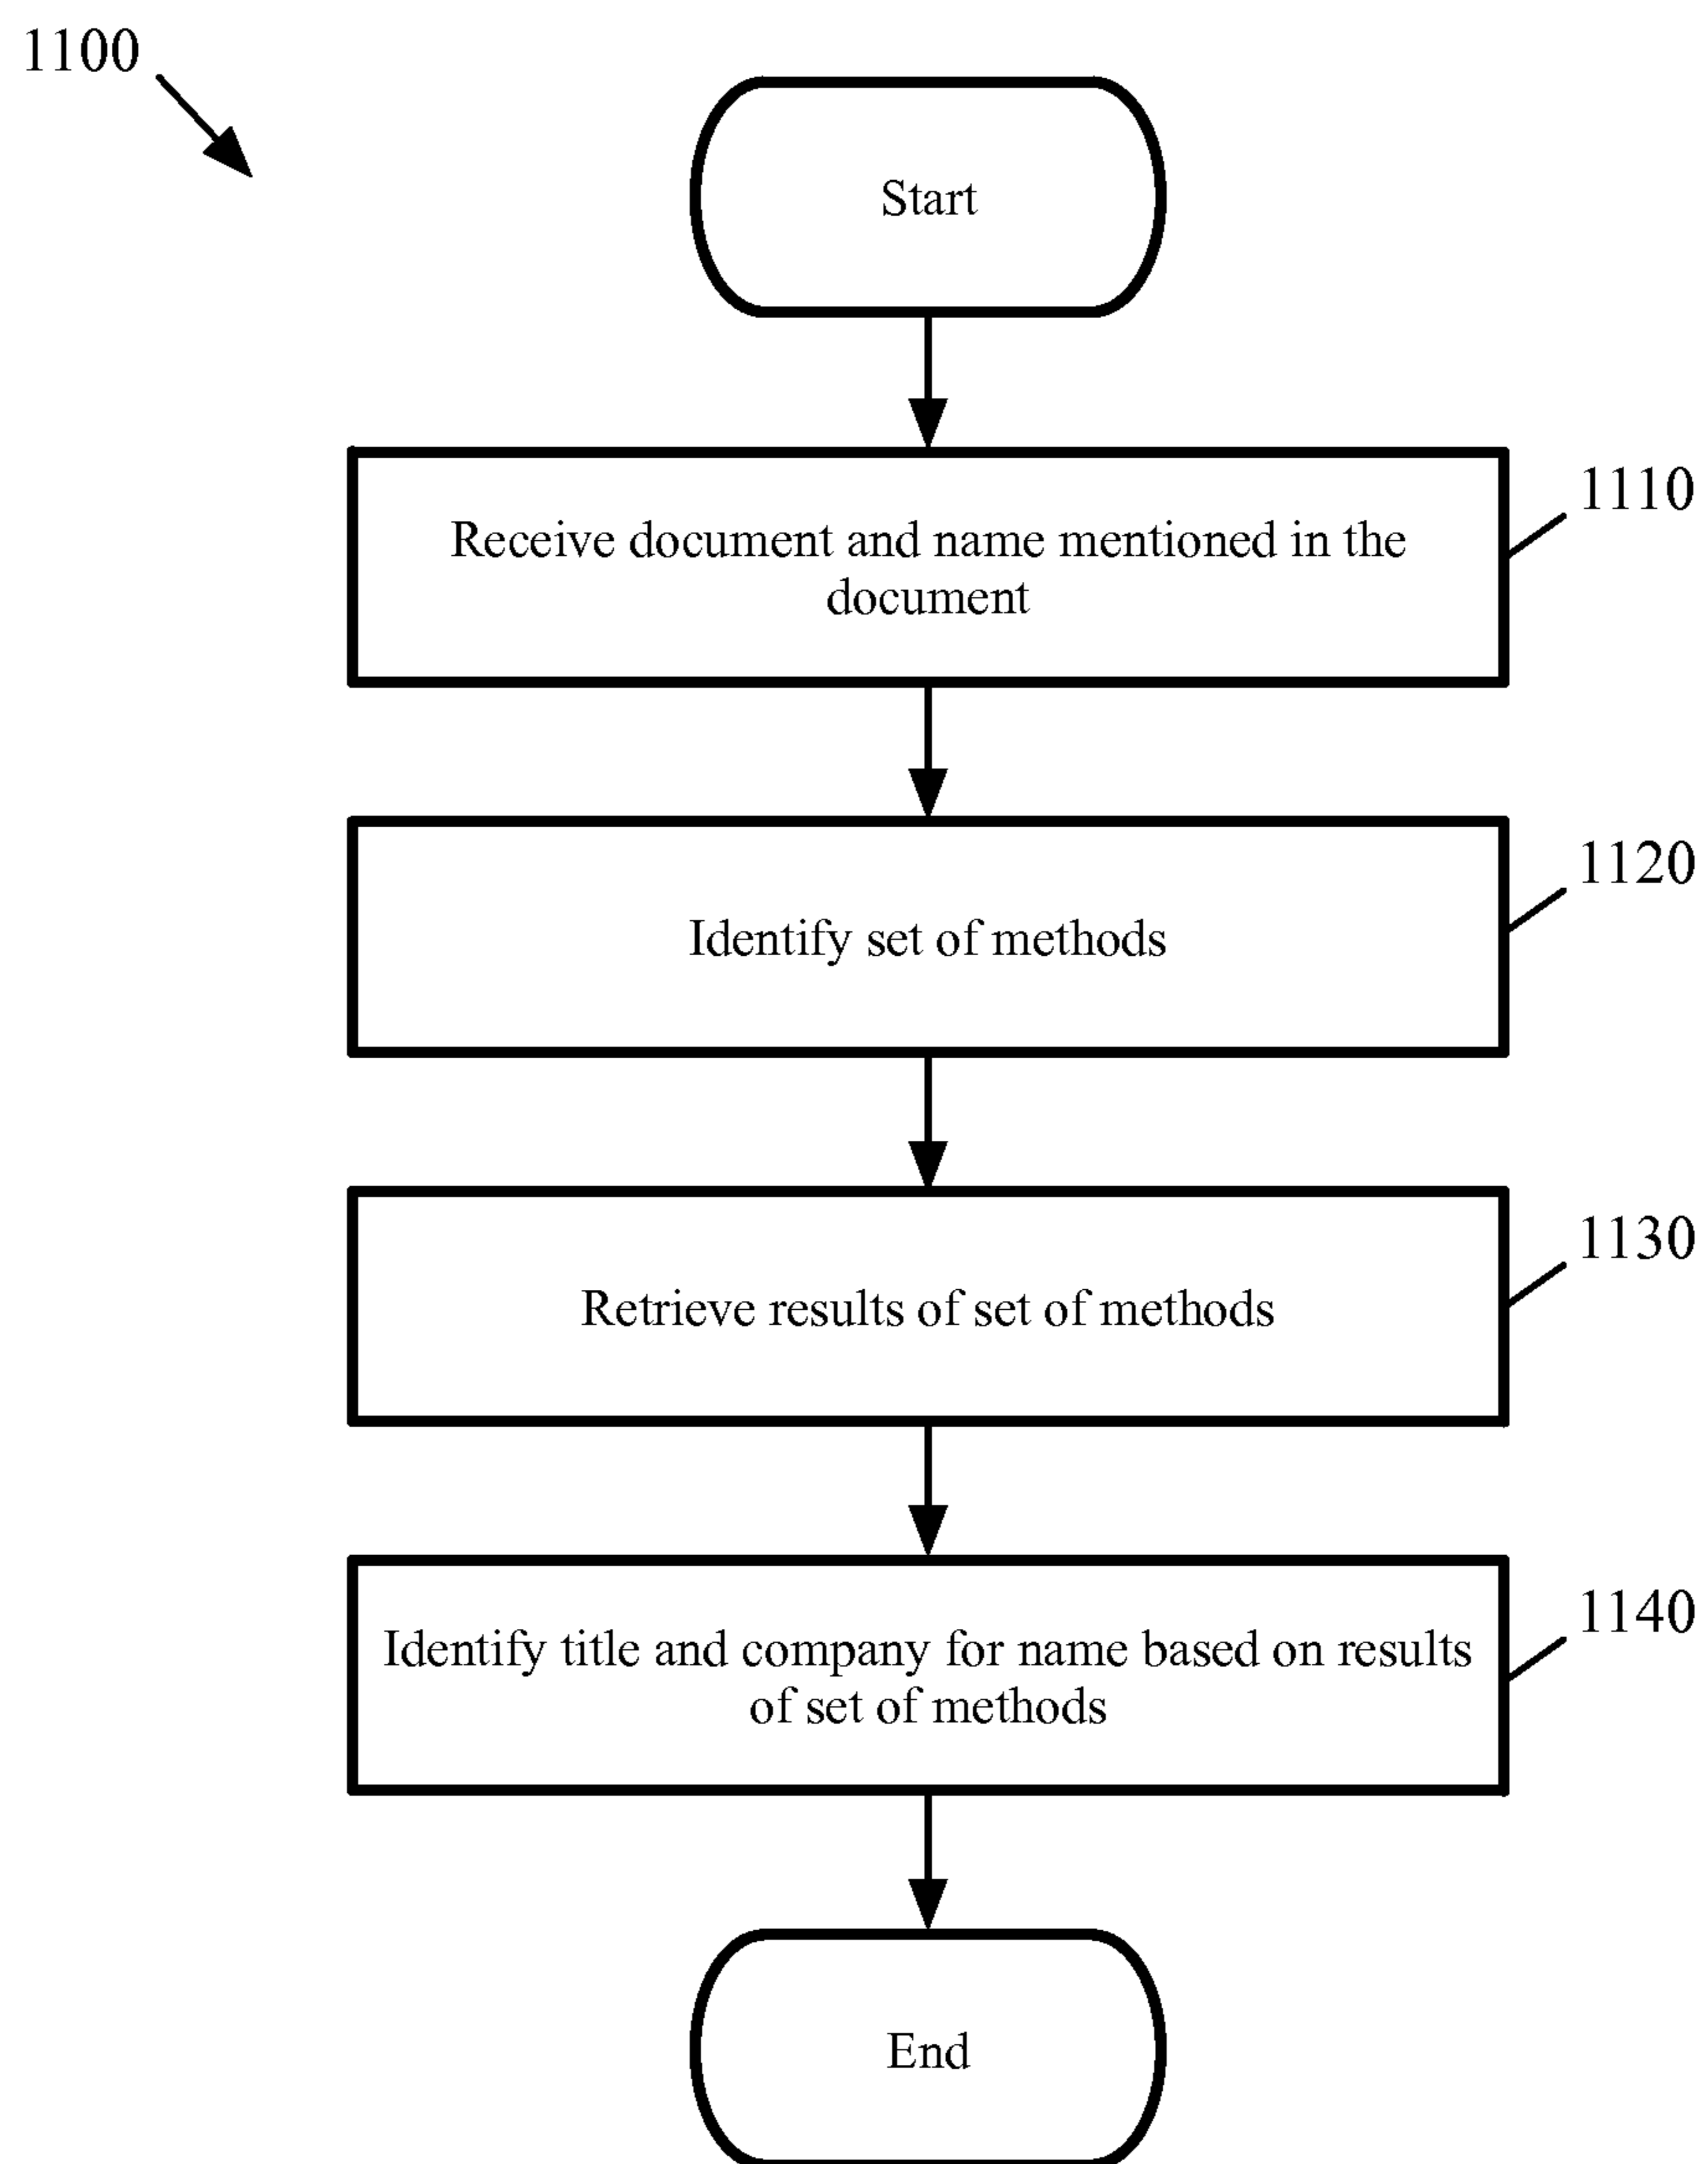 1100
Start
Receive document and name mentioned in the
document
1110
Identify set of methods
1120
Retrieve results of set of methods
1130
Identify title and company for name based on results
of set of methods
1140
End